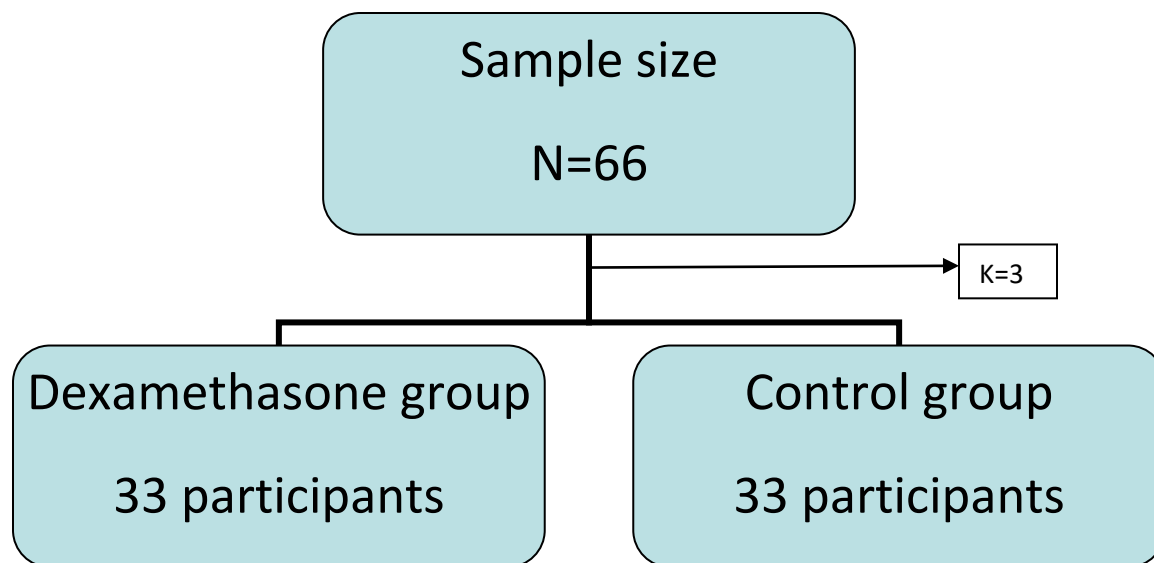 Sample size
N=66
K=3
Dexamethasone group
33 participants
Control group
33 participants